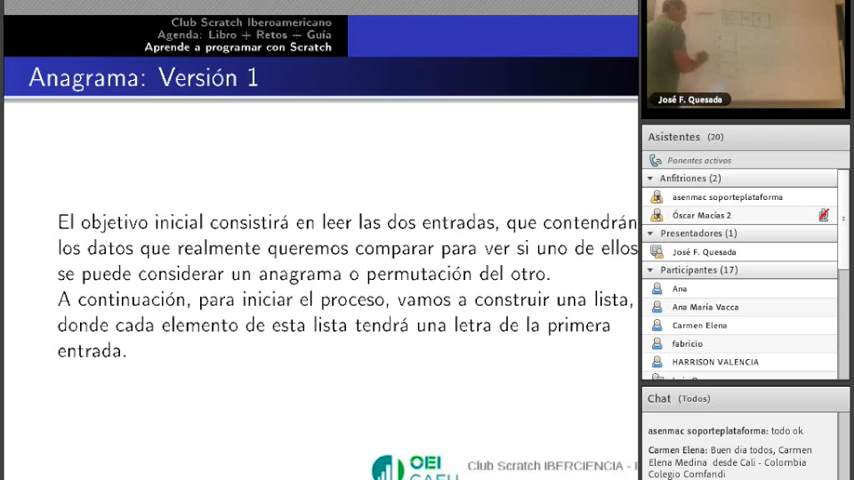 Club Scratch Iberoamericano
Agenda: Libro + Retos + Guía
Aprende a programar con Scratch
Anagrama: Versión 1
El objetivo inicial consistirá en leer las dos entradas, que contendrán
los datos que realmente queremos comparar para ver si uno de ellos
se puede considerar un anagrama o permutación del otro.
A continuación, para iniciar el proceso, vamos a construir una lista,
donde cada elemento de esta lista tendrá una letra de la primera
entrada.
OEI
Club Scratch IBERCIENCIA -
José F. Quesada
Asistentes (20)
Ponentes activos
Anfitriones (2)
asenmac soporteplataforma
Óscar Macías 2
Presentadores (1)
José F. Quesada
Participantes (17)
Ana
Ana María Vacca
Carmen Elena
fabricio
HARRISON VALENCIA
Chat (Todos)
asenmac soporteplataforma: todo ok
Carmen Elena: Buen dia todos, Carmen
Elena Medina desde Cali - Colombia
Colegio Comfandi